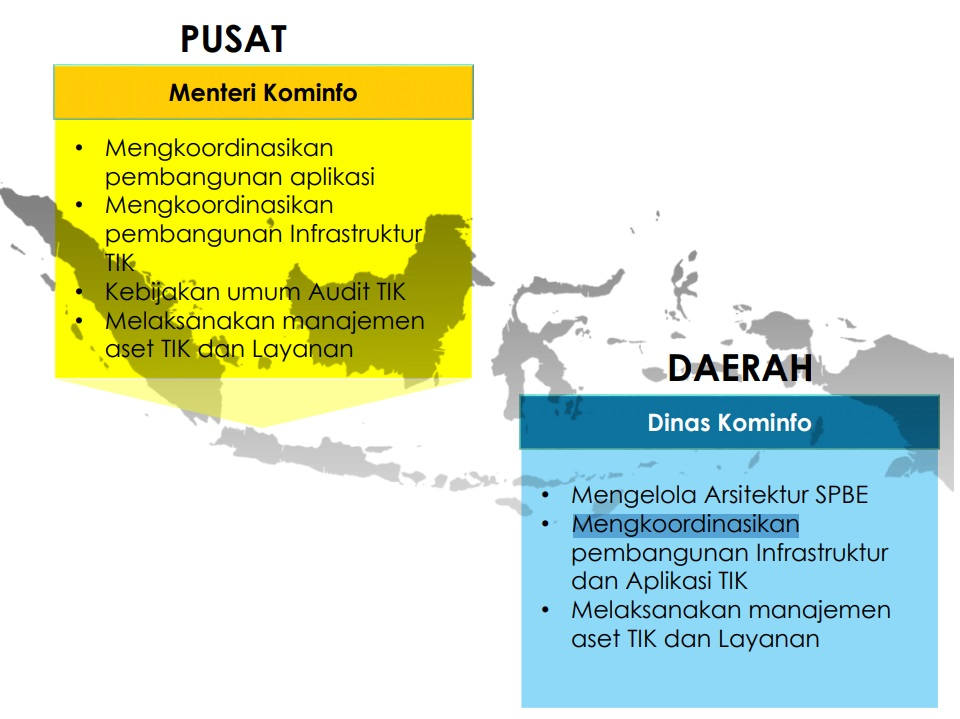 PUSAT
Menteri Kominfo
• Mengkoordinasikan
pembangunan aplikasi
• Mengkoordinasikan
pembangunan Infrastruktur
TIK
• Kebijakan umum Audit TIK
• Melaksanakan manajemen
aset TIK dan Layanan
DAERAH
Dinas Kominfo
• Mengelola Arsitektur SPBE
• Mengkoordinasikan
pembangunan Infrastruktur
dan Aplikasi TIK
• Melaksanakan manajemen
aset TIK dan Layanan